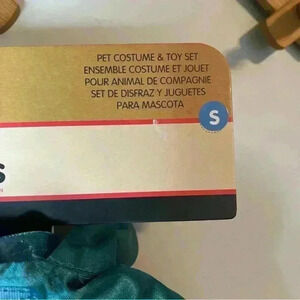 PET COSTUME & TOY SET
ENSEMBLE COSTUME ET JOUET
POUR ANIMAL DE COMPAGNIE
SET DE DISFRAZ Y JUGUETES
PARA MASCOTA
S